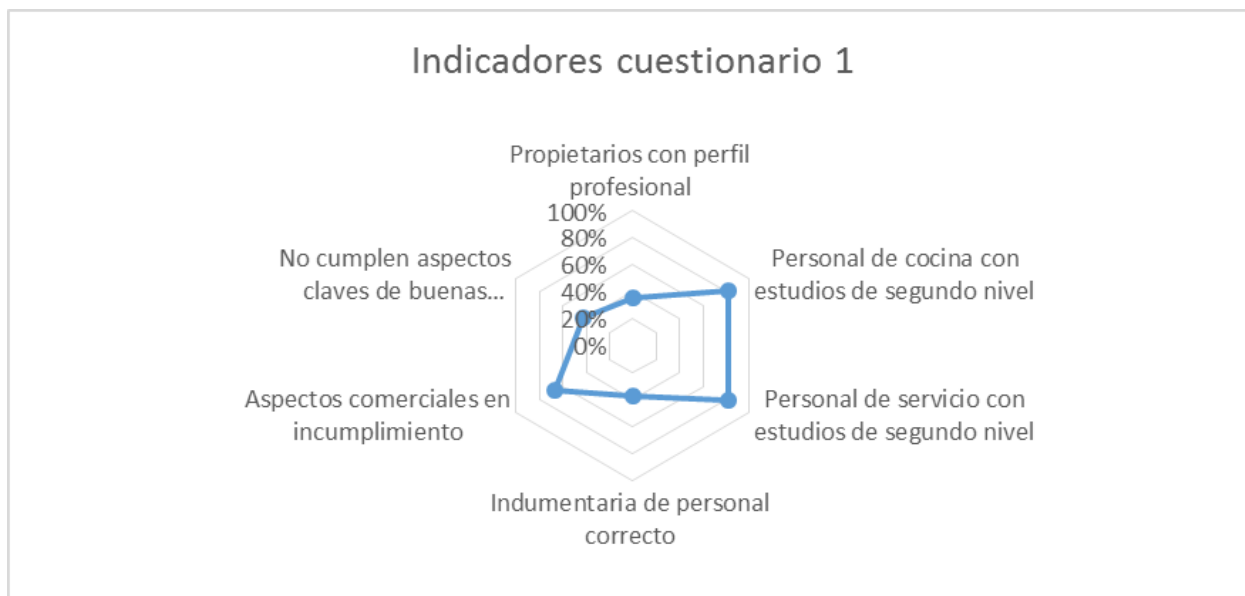 Indicadores cuestionario 1
Propietarios con perfil
profesional
100%
80%
60%
40%
20%
0%
Personal de cocina con
estudios de segundo nivel
Personal de servicio con
estudios de segundo nivel
Indumentaria de personal
correcto
Aspectos comerciales en
incumplimiento
No cumplen aspectos
claves de buenas...